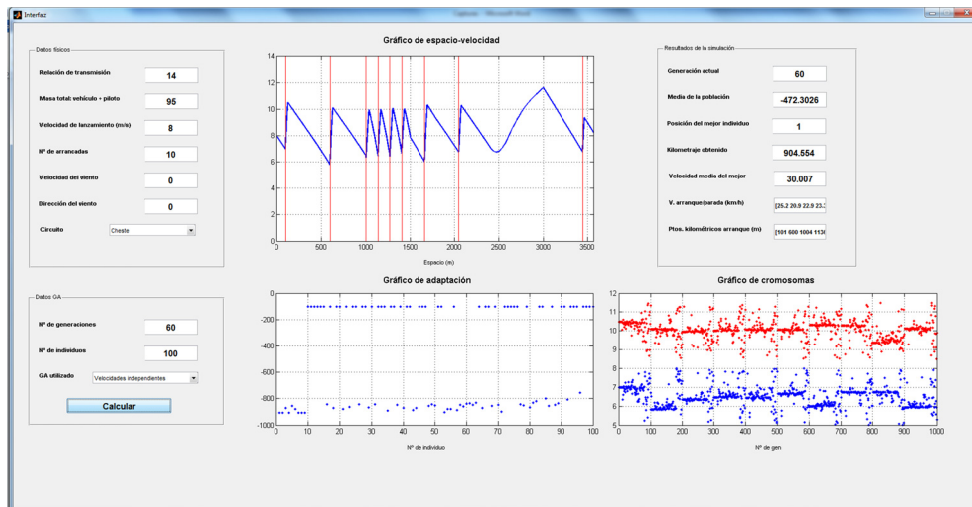 Interfaz
Datos físicos
Relación de transmisión 14
Masa total: vehículo + piloto 95
Velocidad de lanzamiento (m/s) 8
Nº de arrancadas 10
Velocidad del viento 0
Dirección del viento 0
Circuito Cheste
Gráfico de espacio-velocidad
14
12
10
8
6
4
2
0
0 500 1000 1500 2000 2500 3000 3500
Espacio (m)
Resultados de la simulación
Generación actual 60
Media de la población -472.3026
Posición del mejor individuo 1
Kilometraje obtenido 904.554
Velocidad media del mejor 30.007
V. arranque/parada (km/h) [25.2 20.9 22.9 23.
Ptos. kilométricos arranque (m) [101 600 1004 113
Datos GA
Nº de generaciones 60
Nº de individuos 100
GA utilizado Velocidades independientes
Calcular
Gráfico de adaptación
0
-200
-400
-600
-800
-1000
0 10 20 30 40 50 60 70 80 90 100
Nº de individuo
Gráfico de cromosomas
12
11
10
9
8
7
6
5
0 100 200 300 400 500 600 700 800 900 1000
Nº de gen